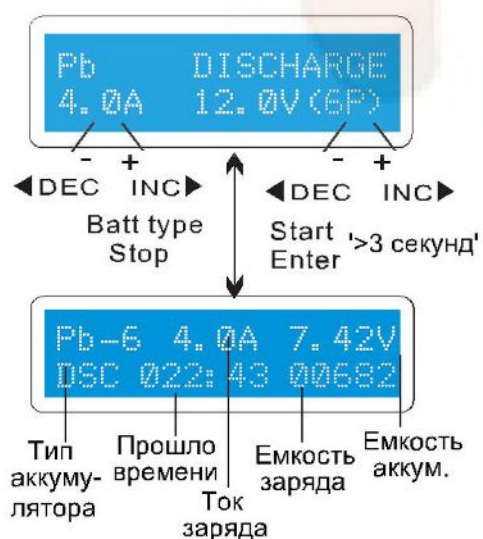 Pb DISCHARGE
4.0A 12.0V(6P)
- + - +
◀DEC INC▶ ◀DEC INC▶
Batt type
Stop
Start
Enter
'>3 секунд'
Pb-6 4.0A 7.42V
DSC 022:43 00682
Тип
аккуму-
лятора
Прошло
времени
Ток
заряда
Емкость
заряда
Емкость
аккум.